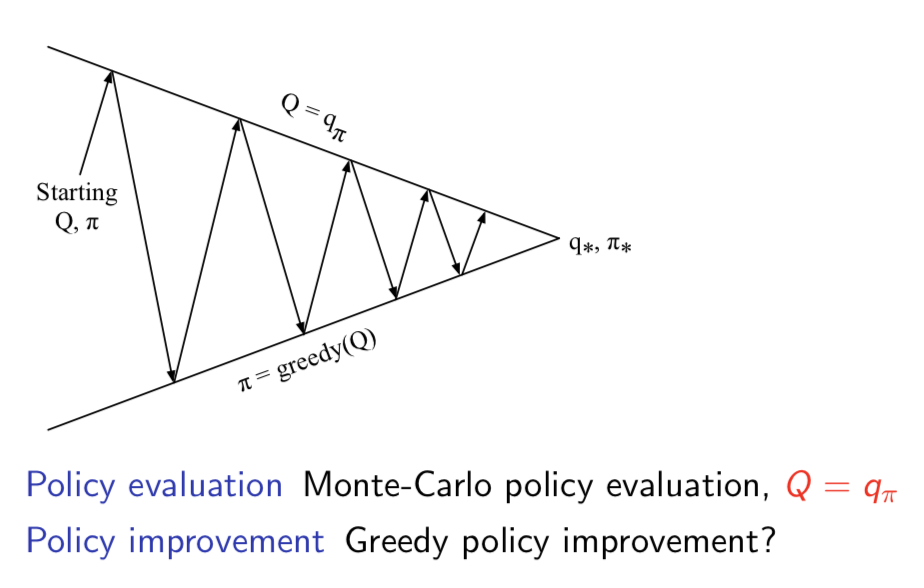 Q = qπ
Starting
Q, π
q*, π*
π = greedy(Q)
Policy evaluation Monte-Carlo policy evaluation, Q = qπ
Policy improvement Greedy policy improvement?